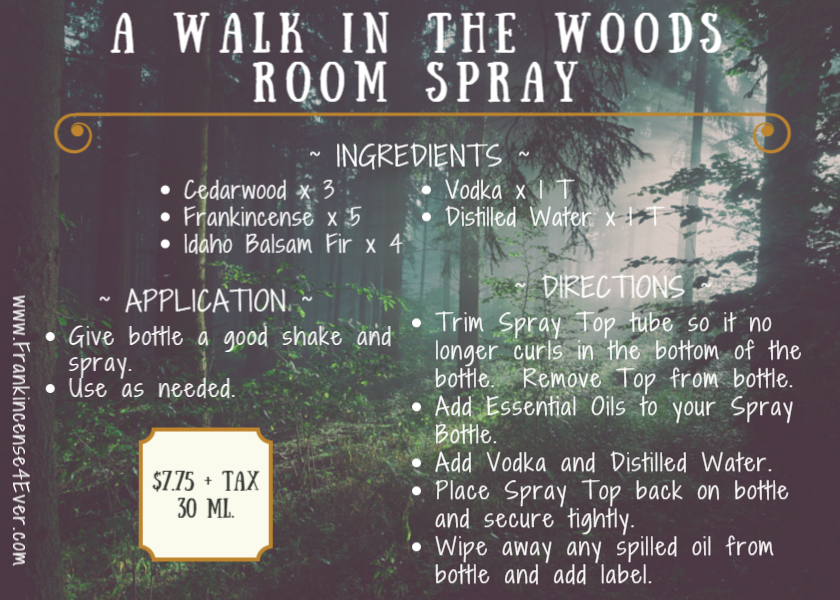 A WALK IN THE WOODS
ROOM SPRAY
~ INGREDIENTS ~
• Cedarwood x 3
• Frankincense x 5
• Idaho Balsam Fir x 4
• Vodka x 1 T
• Distilled Water x 1 T
~ APPLICATION ~
• Give bottle a good shake and
spray.
• Use as needed.
$7.75 + TAX
30 ML.
~ DIRECTIONS ~
• Trim Spray Top tube so it no
longer curls in the bottom of the
bottle. Remove Top from bottle.
• Add Essential Oils to your Spray
Bottle.
• Add Vodka and Distilled Water.
• Place Spray Top back on bottle
and secure tightly.
• Wipe away any spilled oil from
bottle and add label.
www.Frankincense4Ever.com